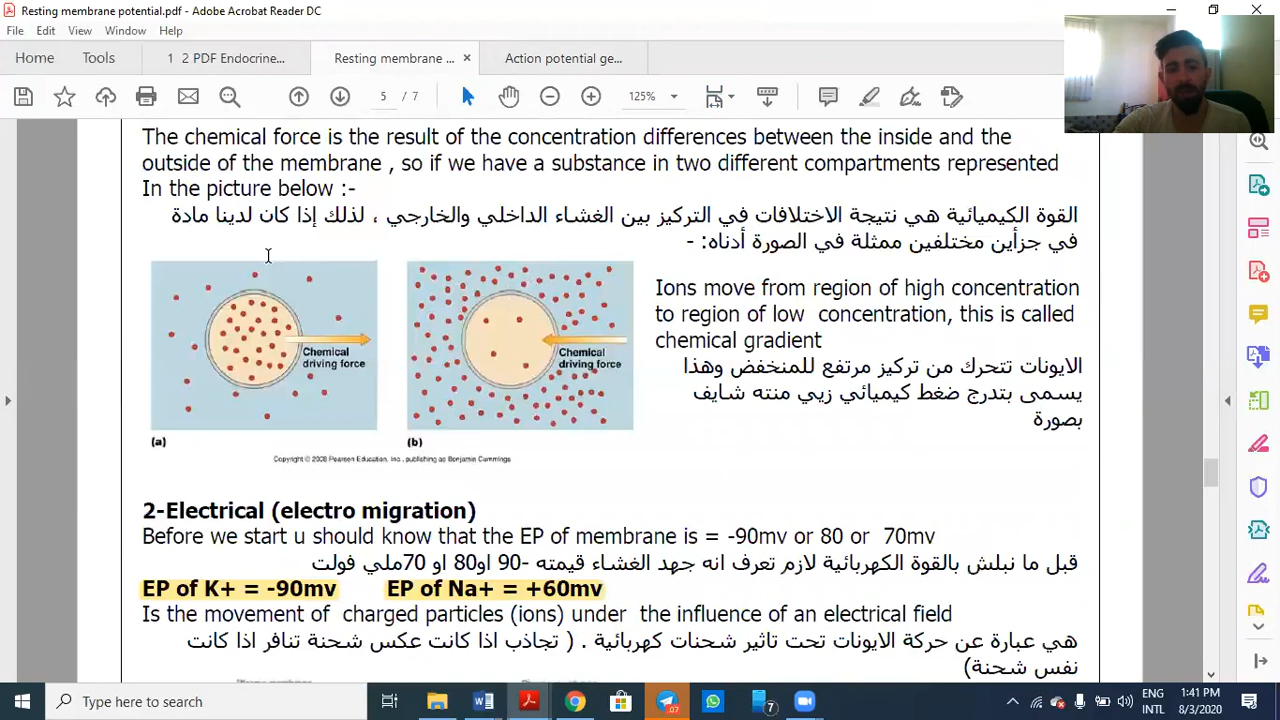 Resting membrane potential.pdf - Adobe Acrobat Reader DC
File Edit View Window Help
Home Tools 1 2 PDF Endocrine... Resting membrane ... × Action potential ge...
5 / 7 125%
The chemical force is the result of the concentration differences between the inside and the
outside of the membrane , so if we have a substance in two different compartments represented
In the picture below :-
القوة الكيميائية هي نتيجة الاختلافات في التركيز بين الغشاء الداخلي والخارجي ، لذلك إذا كان لدينا مادة
في جزأين مختلفين ممثلة في الصورة أدناه: -
Chemical
driving force
(a)
Chemical
driving force
(b)
Copyright © 2008 Pearson Education, Inc., publishing as Benjamin Cummings
Ions move from region of high concentration
to region of low concentration, this is called
chemical gradient
الايونات تتحرك من تركيز مرتفع للمنخفض وهذا
يسمى بتدرج ضغط كيميائي زيي منته شايف
بصورة
2-Electrical (electro migration)
Before we start u should know that the EP of membrane is = -90mv or 80 or 70mv
قبل ما نبلش بالقوة الكهربائية لازم تعرف انه جهد الغشاء قيمته -90 او80 او 70ملي فولت
EP of K+ = -90mv EP of Na+ = +60mv
Is the movement of charged particles (ions) under the influence of an electrical field
هي عبارة عن حركة الايونات تحت تاثير شحنات كهربائية . ( تجاذب اذا كانت عكس شحنة تنافر اذا كانت
نفس شحنة)
Type here to search
07
7
ENG
INTL
1:41 PM
8/3/2020